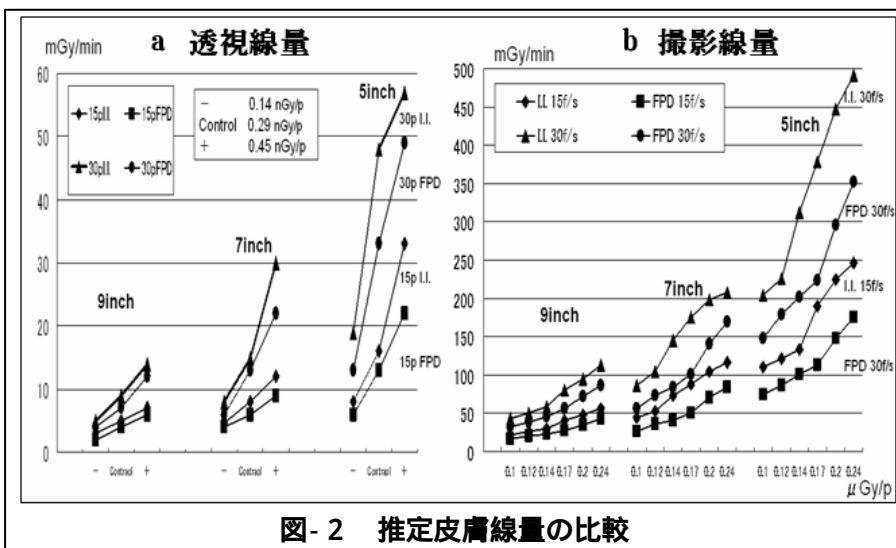 a 透視線量
mGy/min
60
50
40
30
20
10
0
15pI.I. 15pFPD
30pI.I. 30pFPD
− 0.14 nGy/p
Control 0.29 nGy/p
+ 0.45 nGy/p
9inch
7inch
5inch
30p I.I.
30p FPD
15p I.I.
15p FPD
− Control + − Control + − Control +
b 撮影線量
mGy/min
500
450
400
350
300
250
200
150
100
50
0
I.I. 15f/s FPD 15f/s
I.I. 30f/s FPD 30f/s
9inch
7inch
5inch
I.I. 30f/s
FPD 30f/s
I.I. 15f/s
FPD 30f/s
0.1 0.12 0.14 0.17 0.2 0.24 0.1 0.12 0.14 0.17 0.2 0.24 0.1 0.12 0.14 0.17 0.2 0.24
μGy/p
図-2 推定皮膚線量の比較